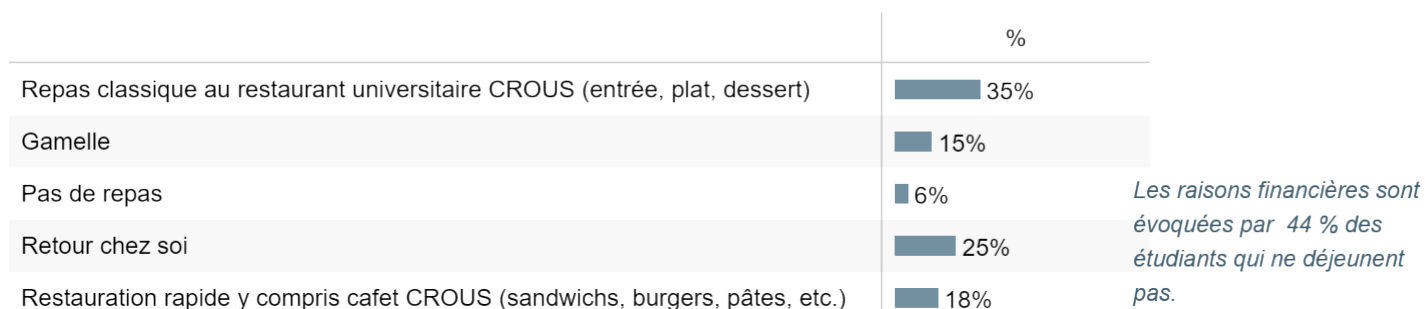 %
Repas classique au restaurant universitaire CROUS (entrée, plat, dessert) 35%
Gamelle 15%
Pas de repas 6%
Retour chez soi 25%
Restauration rapide y compris cafet CROUS (sandwichs, burgers, pâtes, etc.) 18%
Les raisons financières sont
évoquées par 44 % des
étudiants qui ne déjeunent
pas.